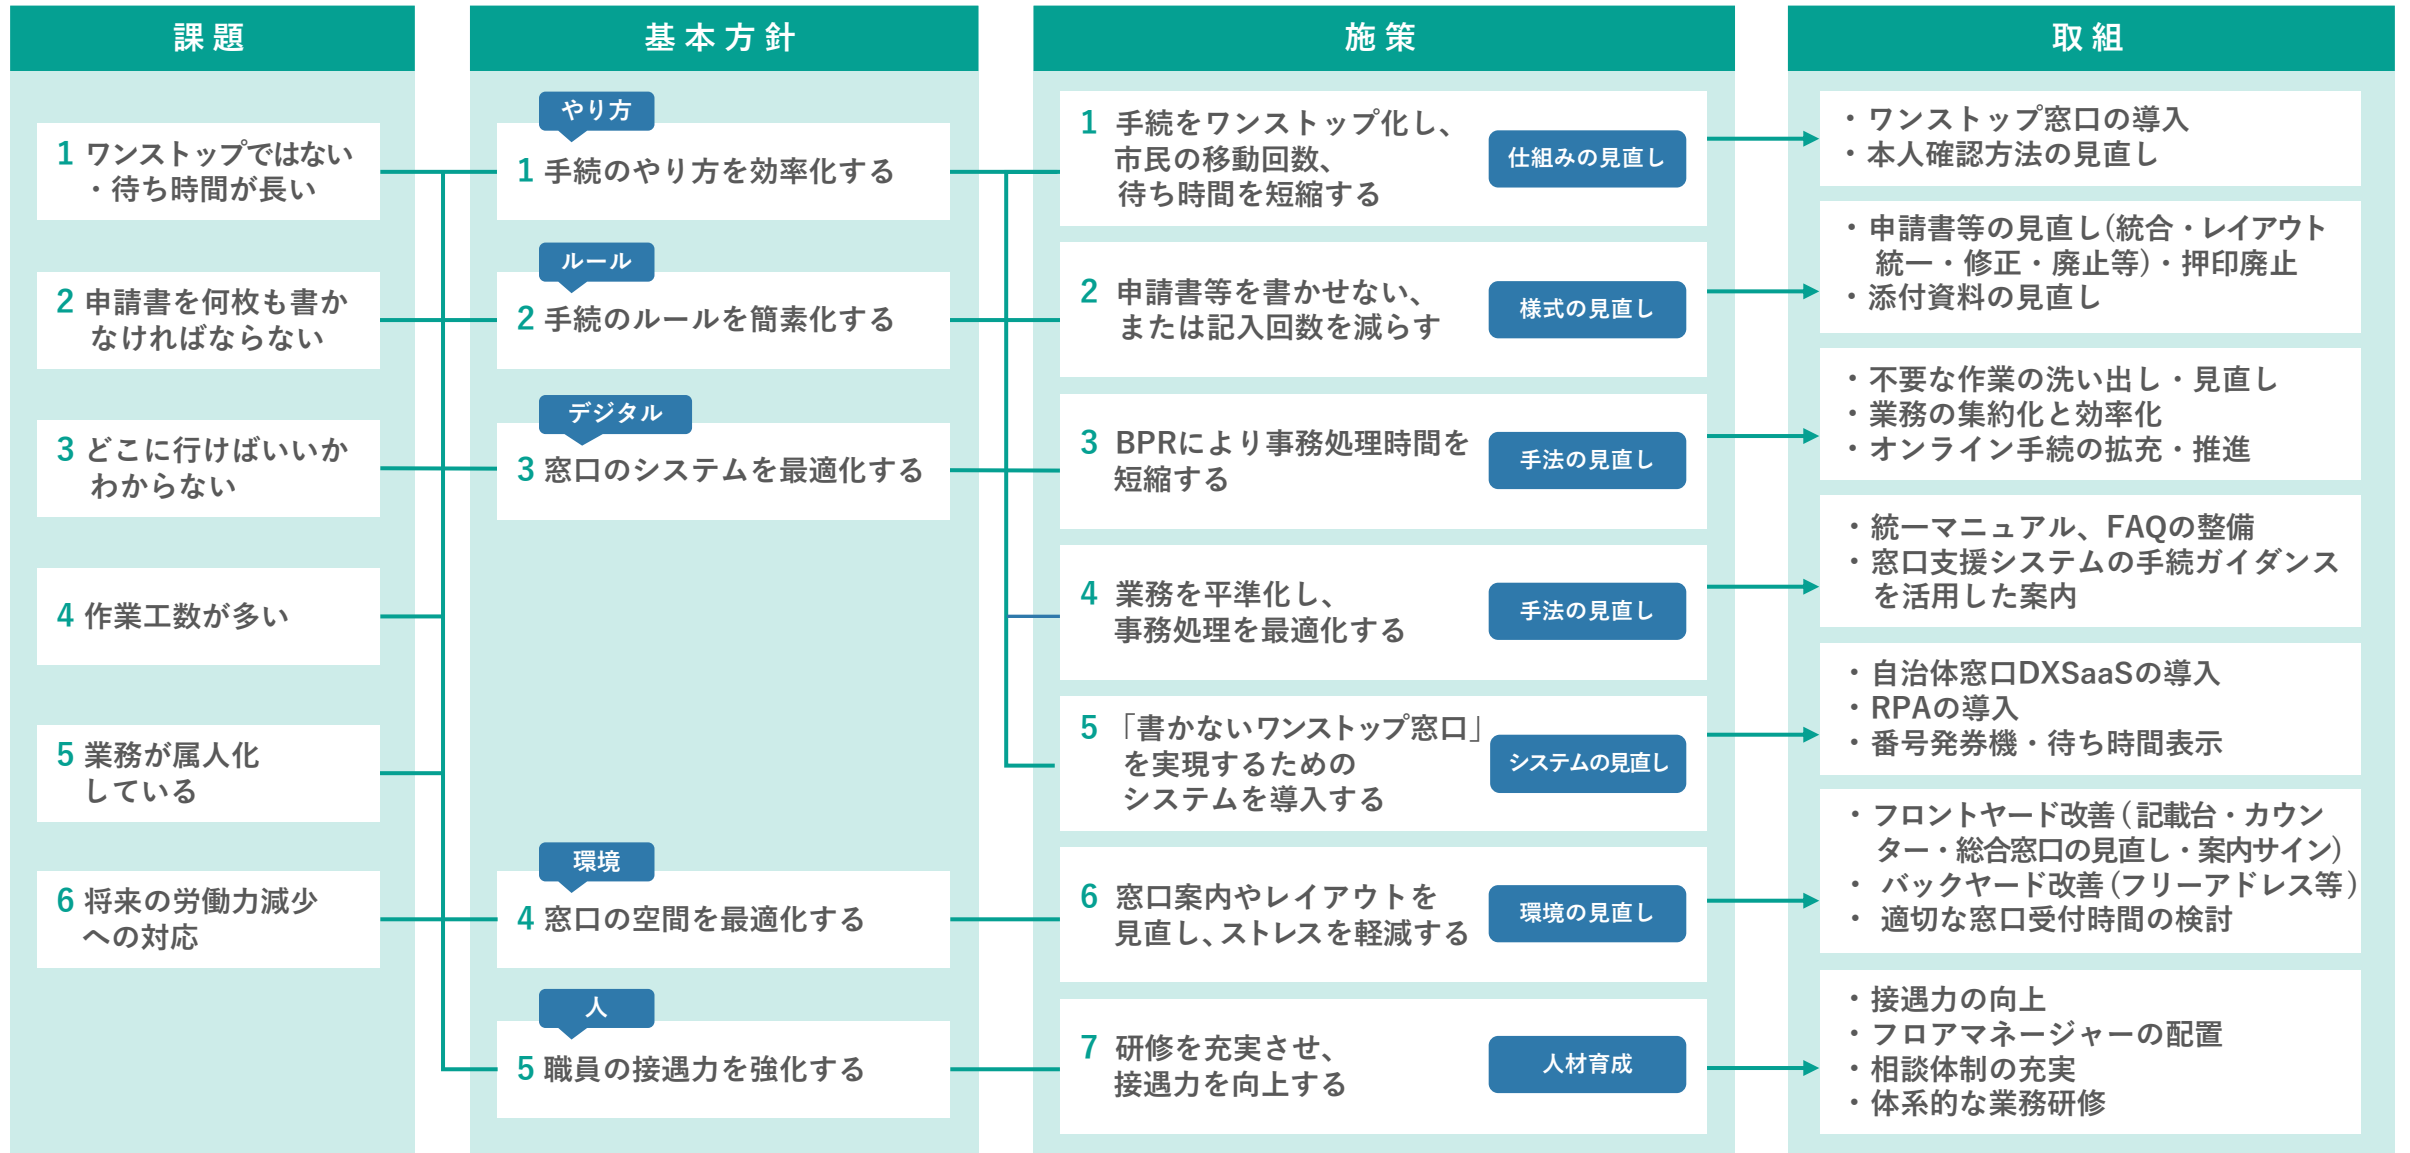 課題
1 ワンストップではない
・待ち時間が長い
2 申請書を何枚も書か
なければならない
3 どこに行けばいいか
わからない
4 作業工数が多い
5 業務が属人化
している
6 将来の労働力減少
への対応
基本方針
やり方
1 手続のやり方を効率化する
ルール
2 手続のルールを簡素化する
デジタル
3 窓口のシステムを最適化する
環境
4 窓口の空間を最適化する
人
5 職員の接遇力を強化する
施策
1 手続をワンストップ化し、
市民の移動回数、
待ち時間を短縮する
仕組みの見直し
2 申請書等を書かせない、
または記入回数を減らす
様式の見直し
3 BPRにより事務処理時間を
短縮する
手法の見直し
4 業務を平準化し、
事務処理を最適化する
手法の見直し
5 「書かないワンストップ窓口」
を実現するための
システムを導入する
システムの見直し
6 窓口案内やレイアウトを
見直し、ストレスを軽減する
環境の見直し
7 研修を充実させ、
接遇力を向上する
人材育成
取組
・ワンストップ窓口の導入
・本人確認方法の見直し
・申請書等の見直し(統合・レイアウト
統一・修正・廃止等)・押印廃止
・添付資料の見直し
・不要な作業の洗い出し・見直し
・業務の集約化と効率化
・オンライン手続の拡充・推進
・統一マニュアル、FAQの整備
・窓口支援システムの手続ガイダンス
を活用した案内
・自治体窓口DXSaaSの導入
・RPAの導入
・番号発券機・待ち時間表示
・フロントヤード改善(記載台・カウン
ター・総合窓口の見直し・案内サイン)
・バックヤード改善(フリーアドレス等)
・適切な窓口受付時間の検討
・接遇力の向上
・フロアマネージャーの配置
・相談体制の充実
・体系的な業務研修